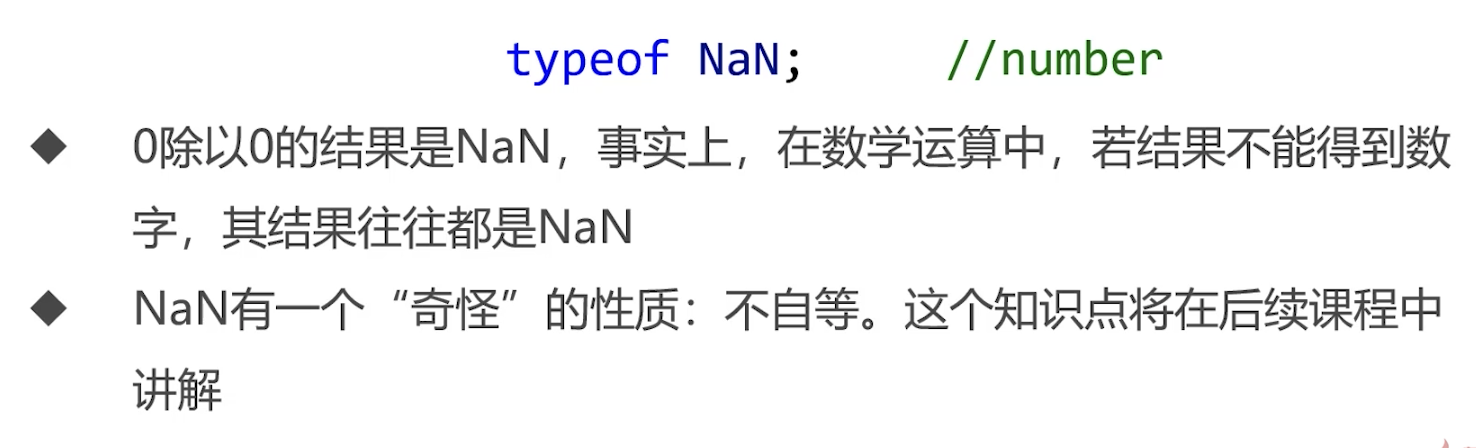 typeof NaN; //number
◆ 0除以0的结果是NaN，事实上，在数学运算中，若结果不能得到数
字，其结果往往都是NaN
◆ NaN有一个“奇怪”的性质：不自等。这个知识点将在后续课程中
讲解